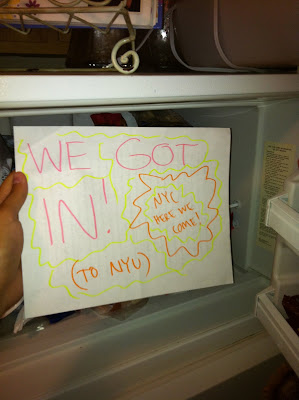 WE GOT
IN!
NYC
HERE WE
COME!
(TO NYU)